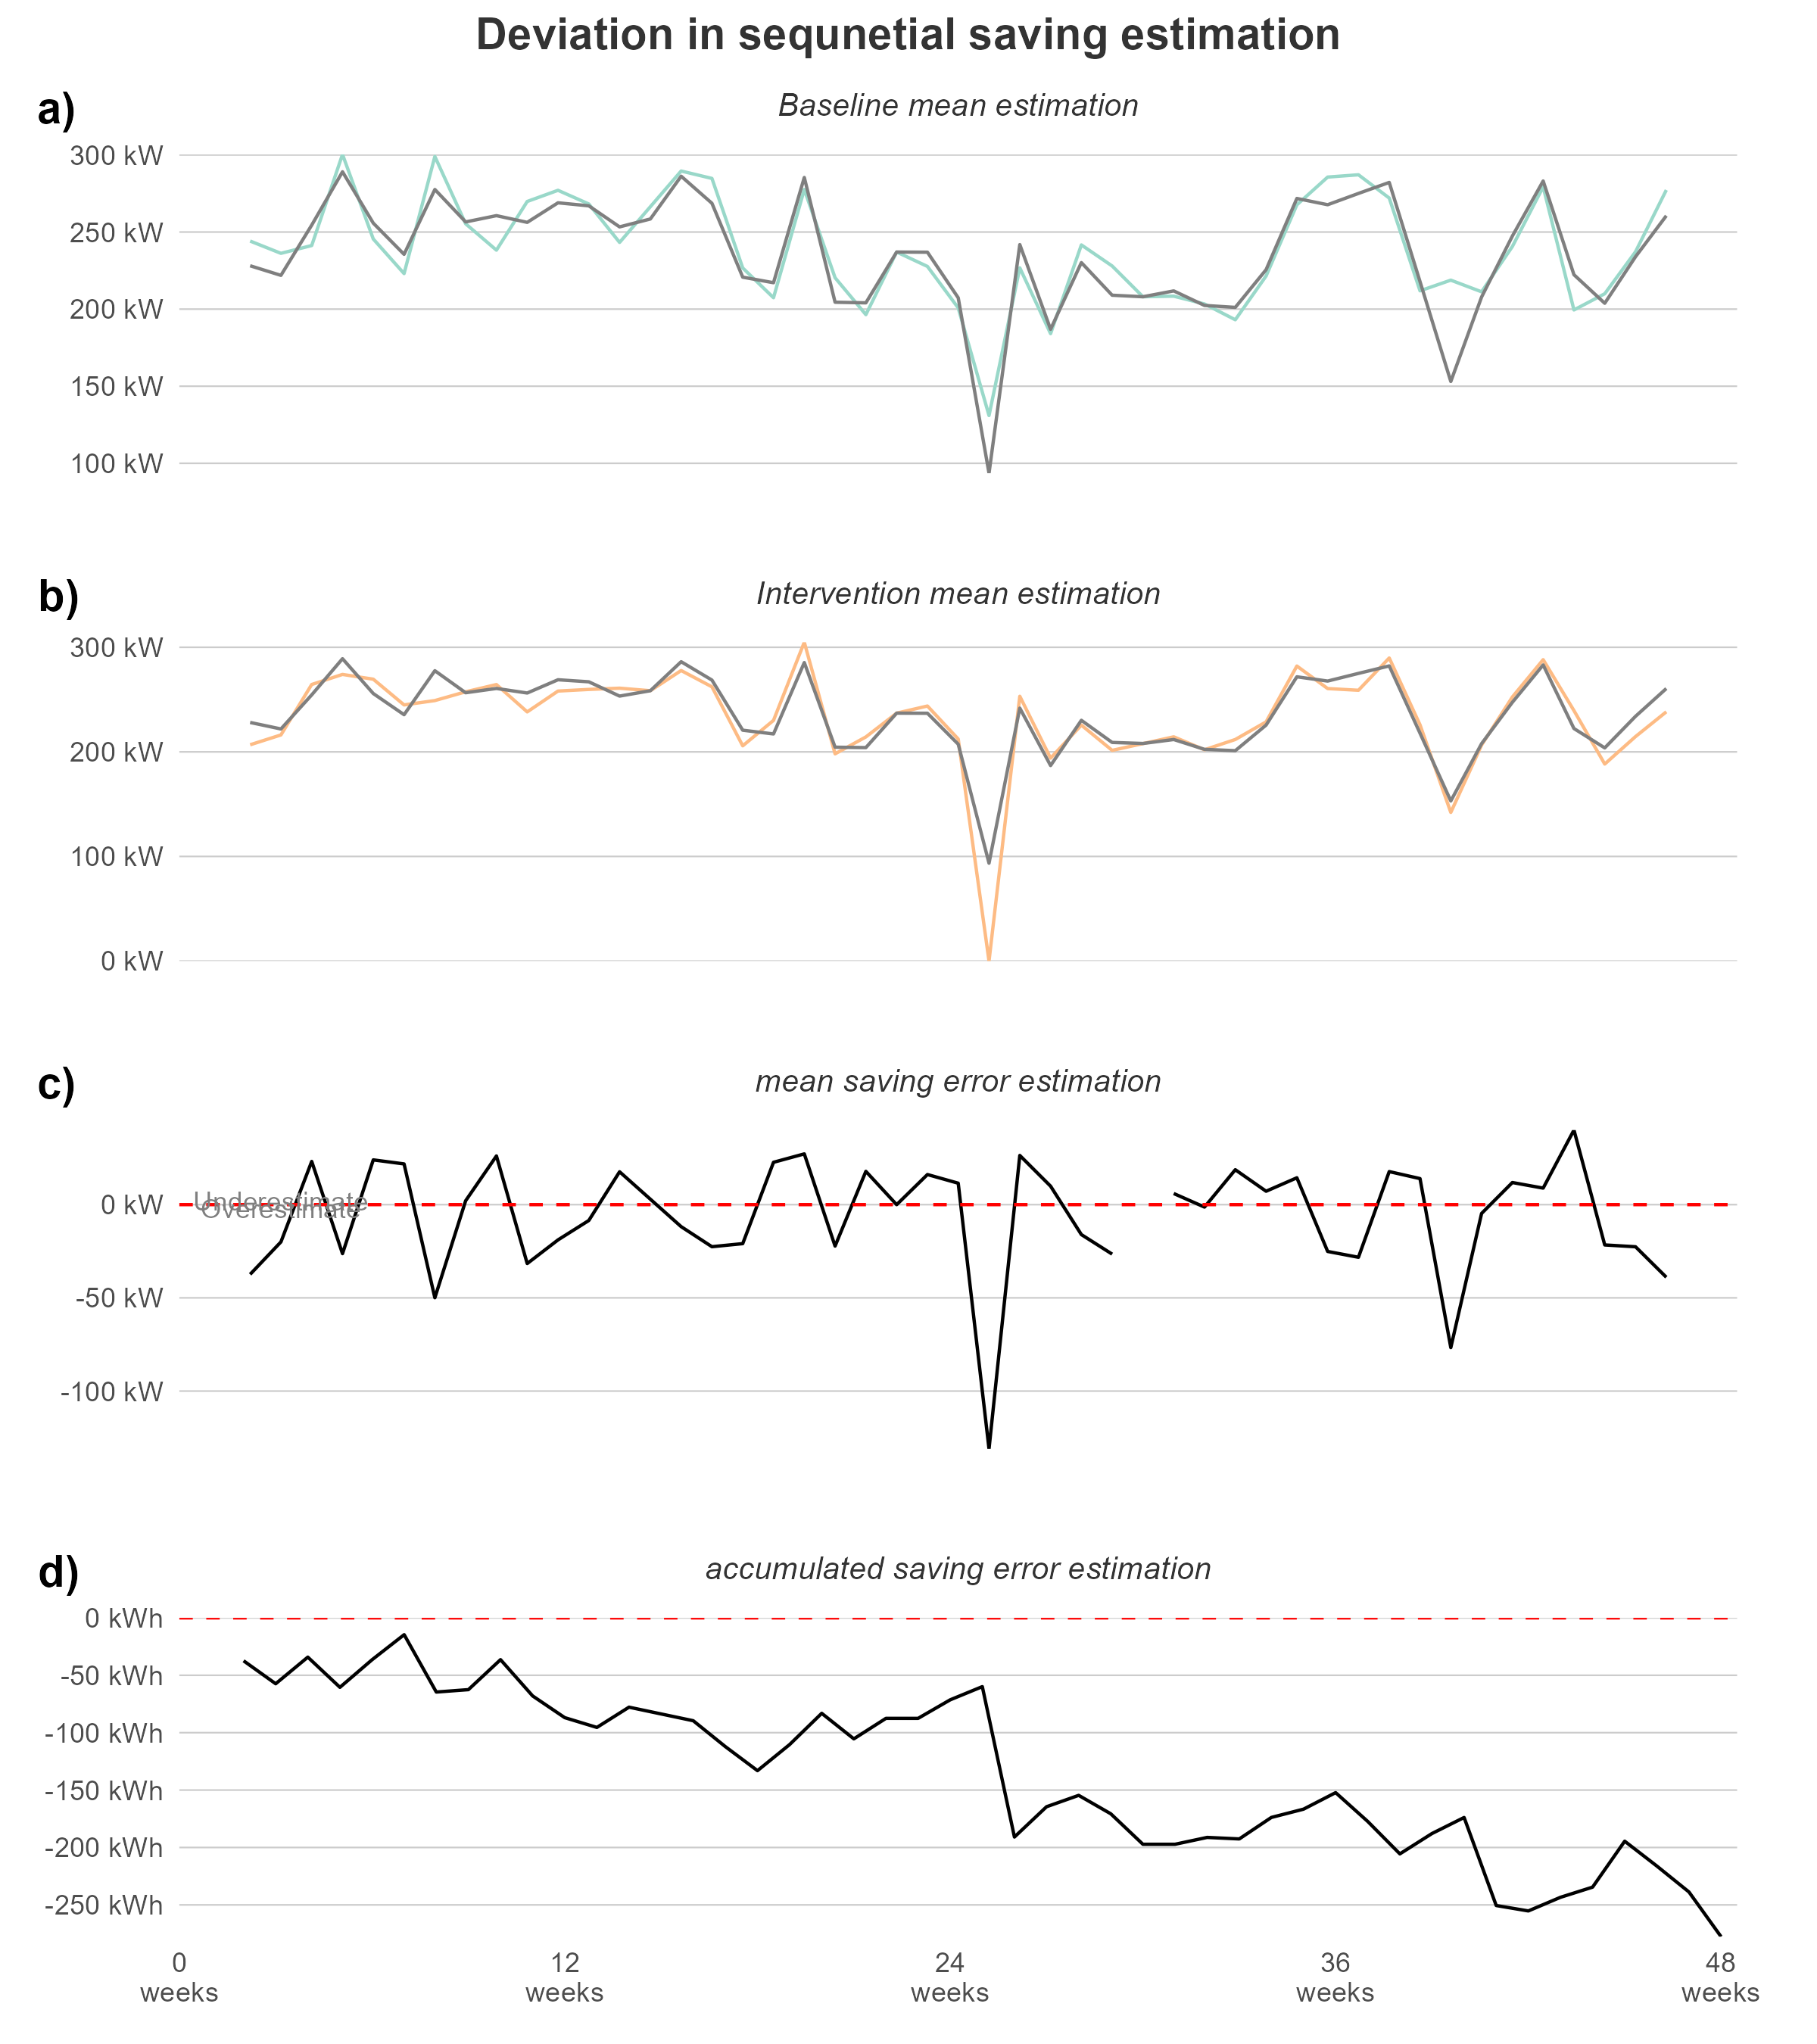 Deviation in sequnetial saving estimation
a)
Baseline mean estimation
300 kW
250 kW
200 kW
150 kW
100 kW
b)
Intervention mean estimation
300 kW
200 kW
100 kW
0 kW
c)
mean saving error estimation
Underestimate
0 kW
Overestimate
-50 kW
-100 kW
d)
accumulated saving error estimation
0 kWh
-50 kWh
-100 kWh
-150 kWh
-200 kWh
-250 kWh
0 12 24 36 48
weeks weeks weeks weeks weeks